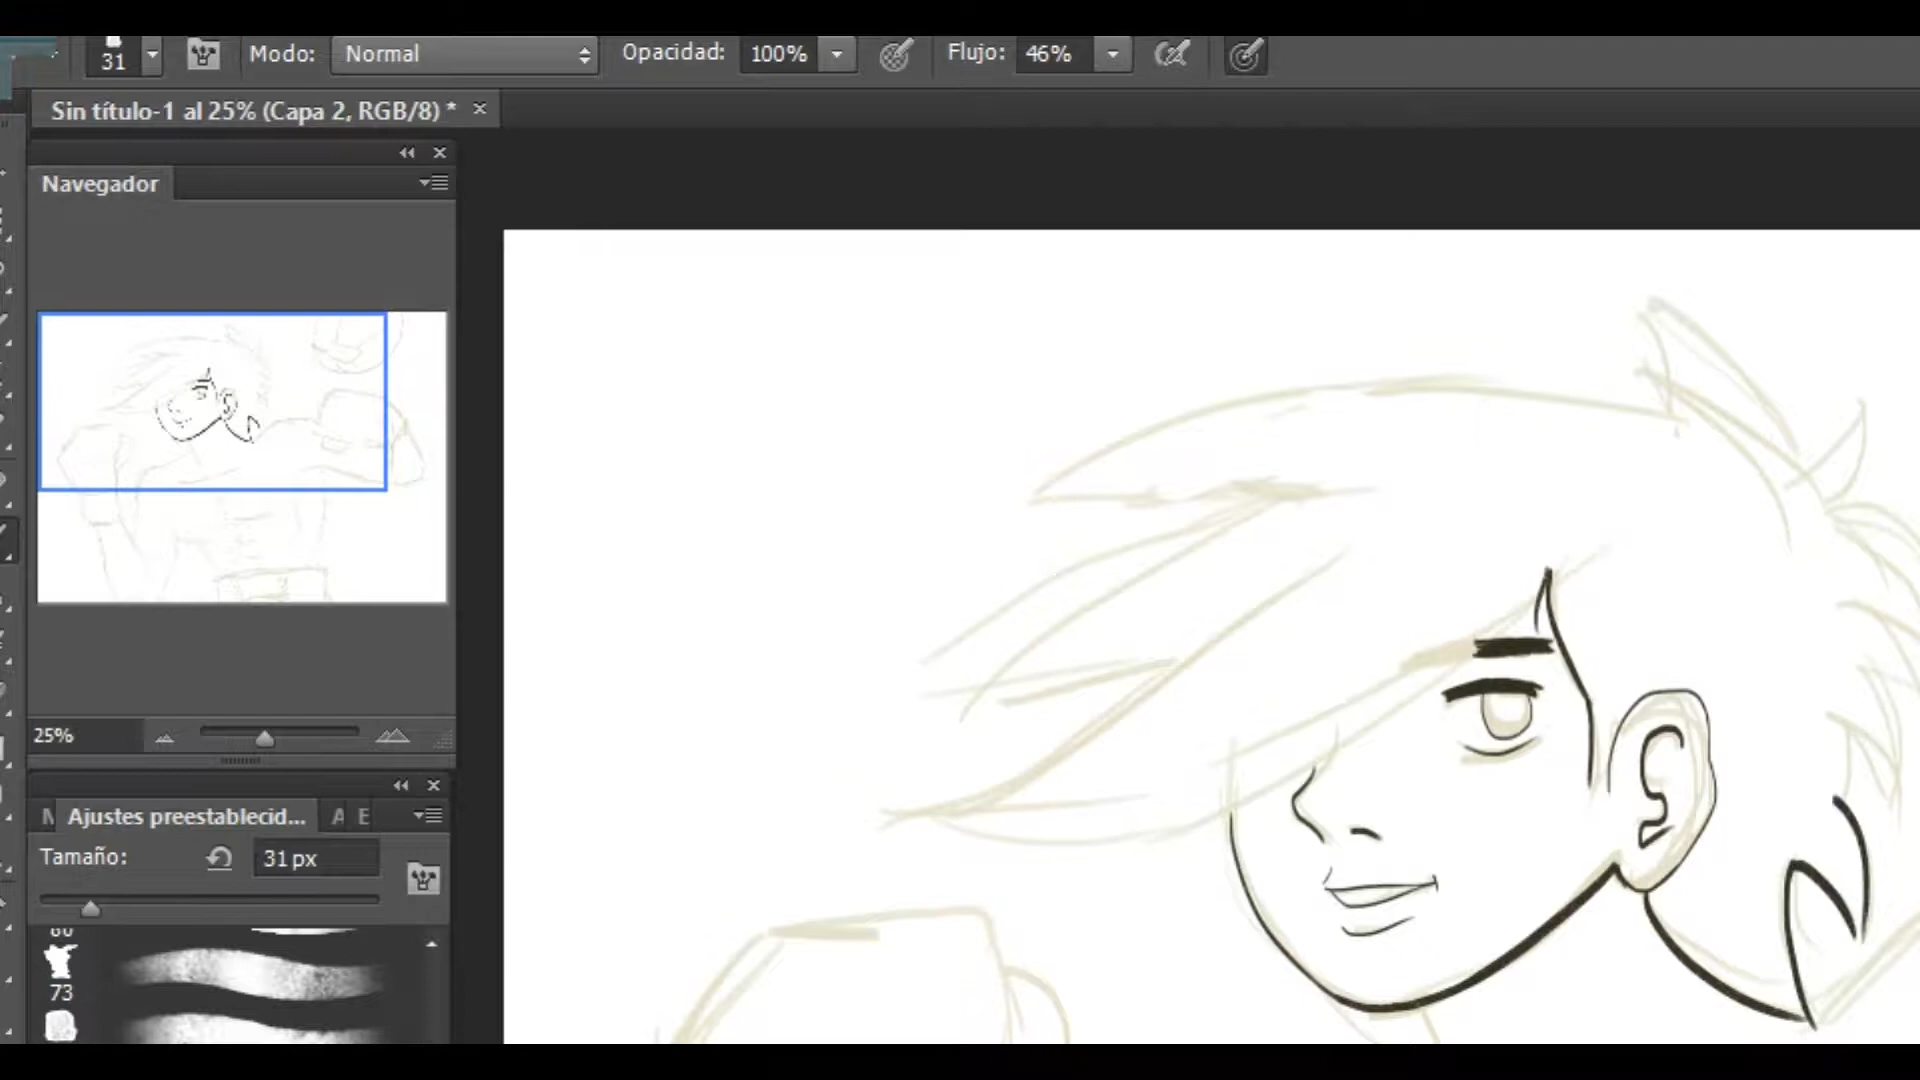 31 Modo: Normal Opacidad: 100% Flujo: 46%
Sin título-1 al 25% (Capa 2, RGB/8) * ×
Navegador
25%
Ajustes preestablecid... A E
Tamaño: 31 px
73